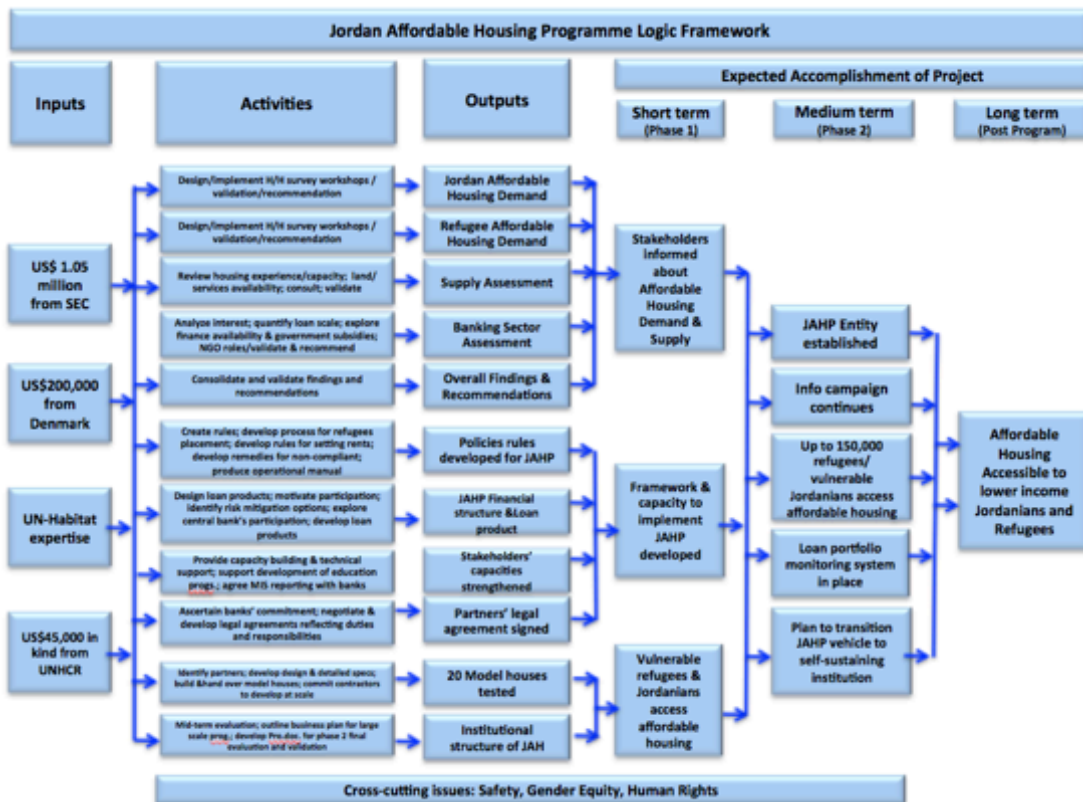 Jordan Affordable Housing Programme Logic Framework
Inputs
Activities
Outputs
Expected Accomplishment of Project
Short term
(Phase 1)
Medium term
(Phase 2)
Long term
(Post Program)
US$ 1.05
million
from SEC
US$200,000
from
Denmark
UN-Habitat
expertise
US$45,000 in
kind from
UNHCR
Design/implement H/H survey workshops /
validation/recommendation
Design/implement H/H survey workshops /
validation/recommendation
Review housing experience/capacity; land/
services availability; consult; validate
Analyze interest; quantify loan scale; explore
finance availability & government subsidies;
NGO roles/validate & recommend
Consolidate and validate findings and
recommendations
Create rules; develop process for refugees
placement; develop rules for setting rents;
develop remedies for non-compliant;
produce operational manual
Design loan products; motivate participation;
identify risk mitigation options; explore
central bank's participation; develop loan
products
Provide capacity building & technical
support; support development of education
progs.; agree MIS reporting with banks
Ascertain banks' commitment; negotiate &
develop legal agreements reflecting duties
and responsibilities
Identify partners; develop design & detailed specs;
build &hand over model houses; commit contractors
to develop at scale
Mid-term evaluation; outline business plan for large
scale prog.; develop Pro.doc. for phase 2 final
evaluation and validation
Jordan Affordable
Housing Demand
Refugee Affordable
Housing Demand
Supply Assessment
Banking Sector
Assessment
Overall Findings &
Recommendations
Policies rules
developed for JAHP
JAHP Financial
structure &Loan
product
Stakeholders'
capacities
strengthened
Partners' legal
agreement signed
20 Model houses
tested
Institutional
structure of JAH
Stakeholders
informed
about
Affordable
Housing
Demand &
Supply
Framework &
capacity to
implement
JAHP
developed
Vulnerable
refugees &
Jordanians
access
affordable
housing
JAHP Entity
established
Info campaign
continues
Up to 150,000
refugees/
vulnerable
Jordanians access
affordable housing
Loan portfolio
monitoring system
in place
Plan to transition
JAHP vehicle to
self-sustaining
institution
Affordable
Housing
Accessible to
lower income
Jordanians and
Refugees
Cross-cutting issues: Safety, Gender Equity, Human Rights